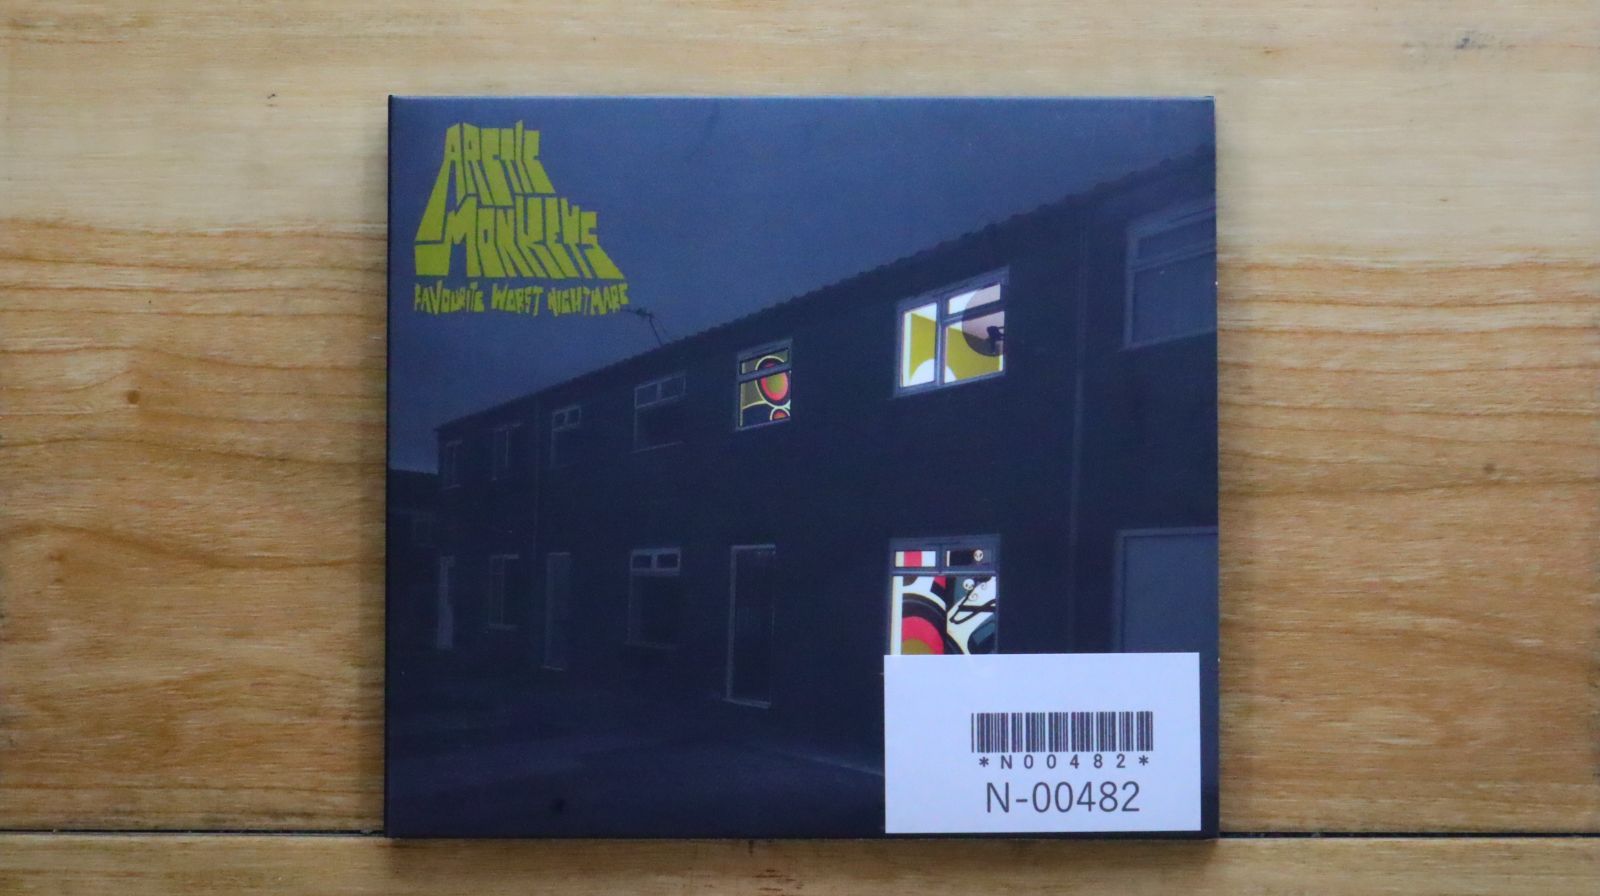 ARCTIC
MONKEYS
FAVOURITE WORST NIGHTMARE
*N00482*
N-00482